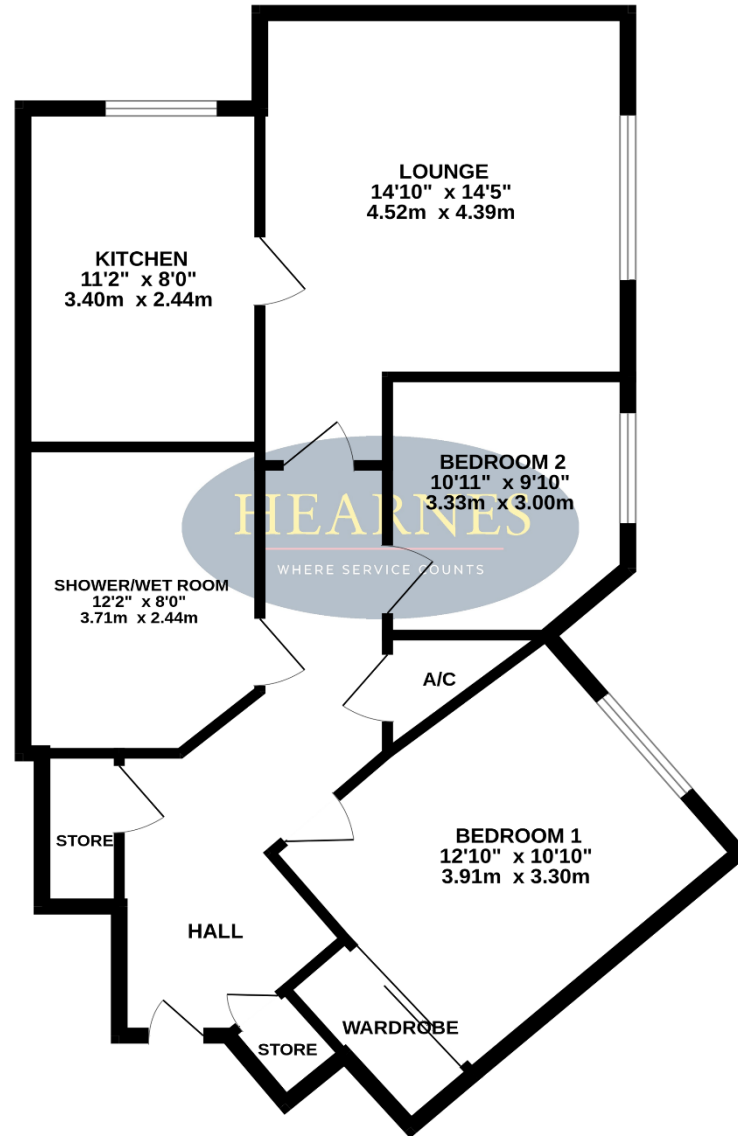 LOUNGE
14'10" x 14'5"
4.52m x 4.39m
KITCHEN
11'2" x 8'0"
3.40m x 2.44m
BEDROOM 2
10'11" x 9'10"
3.33m x 3.00m
HEARNES
WHERE SERVICE COUNTS
SHOWER/WET ROOM
12'2" x 8'0"
3.71m x 2.44m
A/C
STORE
BEDROOM 1
12'10" x 10'10"
3.91m x 3.30m
HALL
WARDROBE
STORE